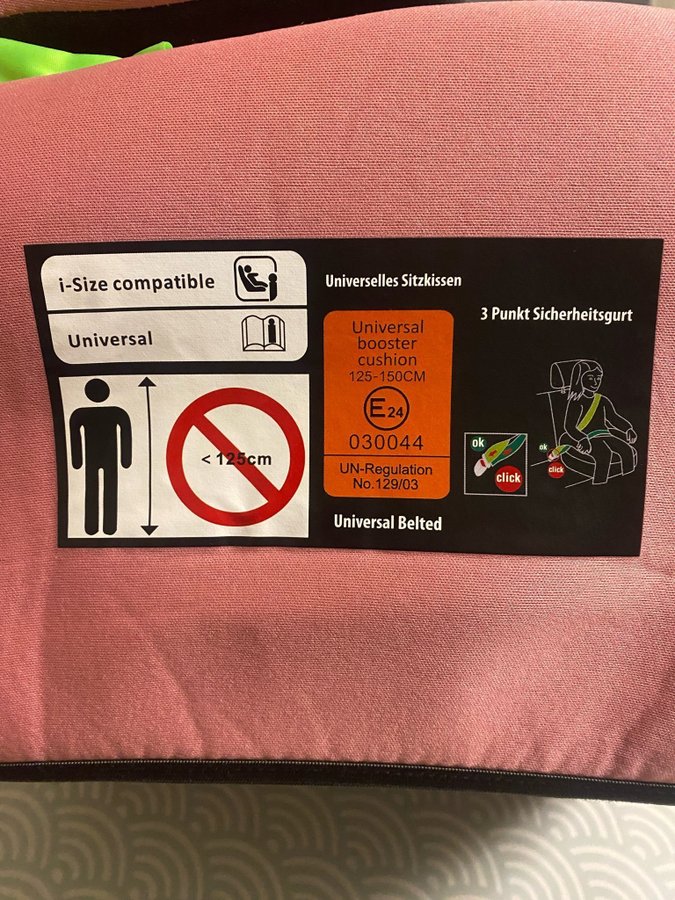 i-Size compatible
Universal
< 125cm
Universelles Sitzkissen
Universal
booster
cushion
125-150CM
E24
030044
UN-Regulation
No.129/03
Universal Belted
3 Punkt Sicherheitsgurt
ok
click
ok
click